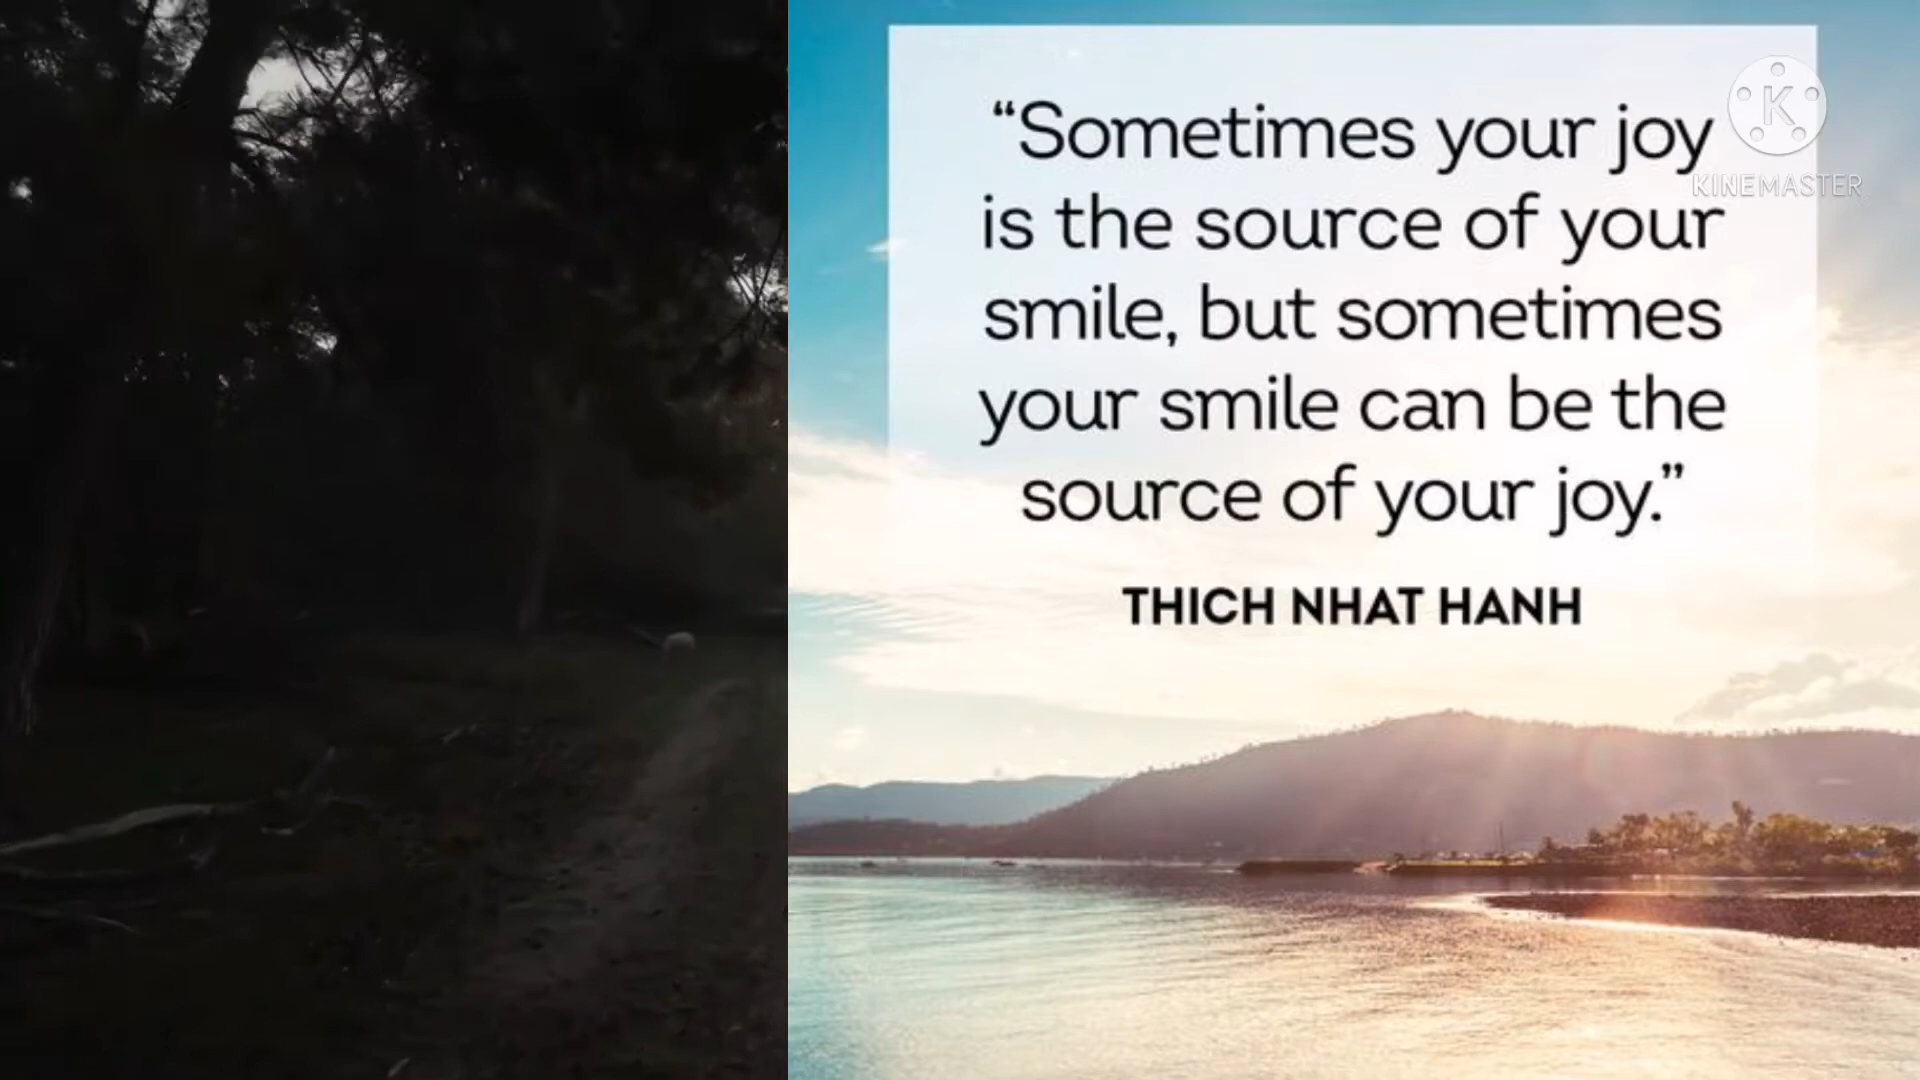 “Sometimes your joy
is the source of your
smile, but sometimes
your smile can be the
source of your joy.”
THICH NHAT HANH
K
KINEMASTER